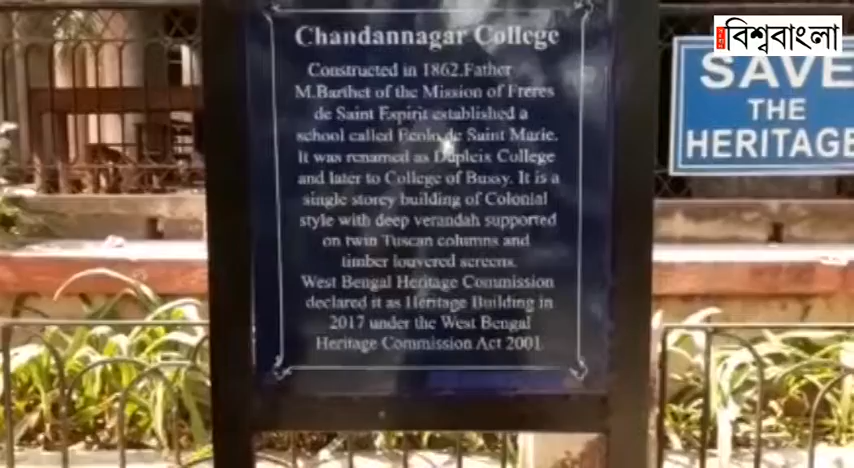 Chandannagar College
Constructed in 1862.Father
M.Barthet of the Mission of Freres
de Saint Espirit established a
school called Ecole de Saint Marie.
It was renamed as Dupleix College
and later to College of Bussy. It is a
single storey building of Colonial
style with deep verandah supported
on twin Tuscan columns and
timber louvered screens.
West Bengal Heritage Commission
declared it as Heritage Building in
2017 under the West Bengal
Heritage Commission Act 2001.
বিশ্ববাংলা
SAVE
THE
HERITAGE